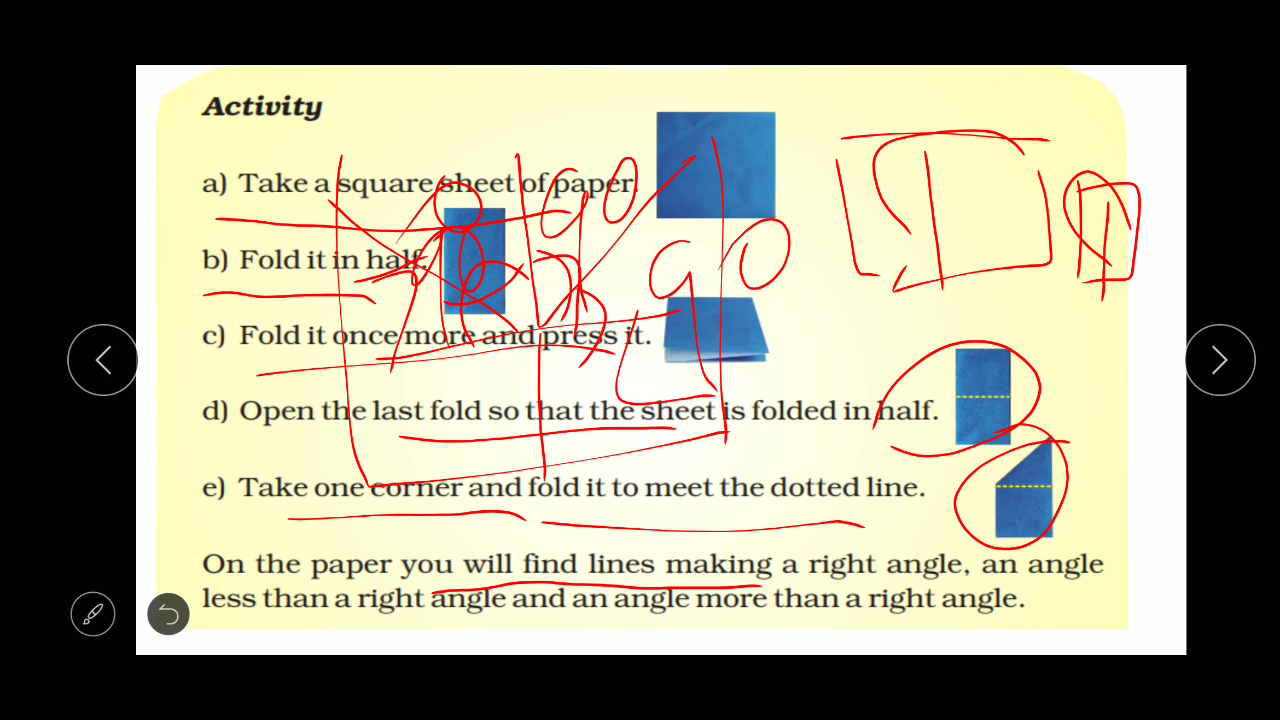 Activity
a) Take a square sheet of paper.
b) Fold it in half.
c) Fold it once more and press it.
d) Open the last fold so that the sheet is folded in half.
e) Take one corner and fold it to meet the dotted line.
On the paper you will find lines making a right angle, an angle
less than a right angle and an angle more than a right angle.
90
90